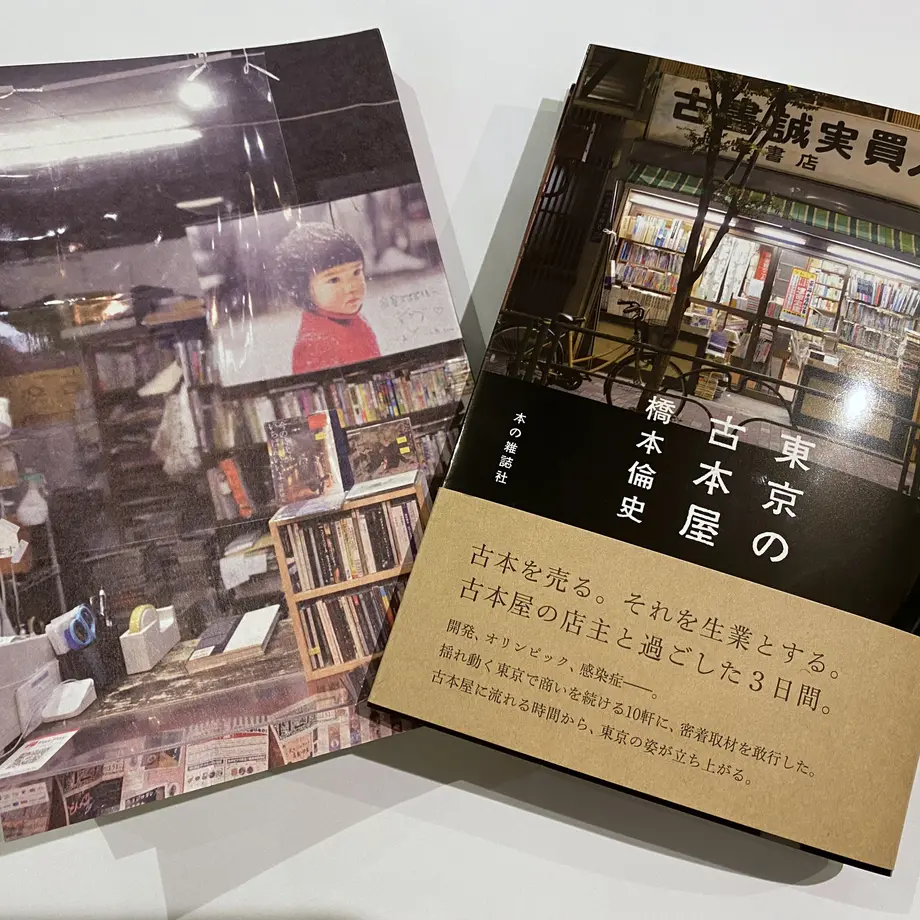 古書誠実買入
書店
東京の
古本屋
橋本倫史
本の雑誌社
古本を売る。それを生業とする。
古本屋の店主と過ごした3日間。
開発、オリンピック、感染症――。
揺れ動く東京で商いを続ける10軒に、密着取材を敢行した。
古本屋に流れる時間から、東京の姿が立ち上がる。